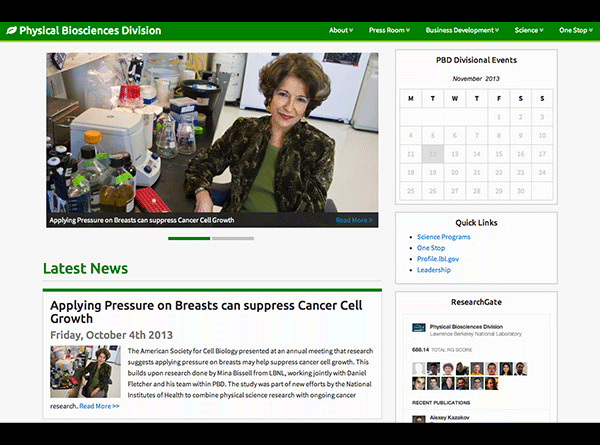 Physical Biosciences Division
About
Press Room
Business Development
Science
One Stop
Applying Pressure on Breasts can suppress Cancer Cell Growth
Read More >
Latest News
Applying Pressure on Breasts can suppress Cancer Cell
Growth
Friday, October 4th 2013
The American Society for Cell Biology presented at an annual meeting that research
suggests applying pressure on breasts may help suppress cancer cell growth. This
builds upon research done by Mina Bissell from LBNL, working jointly with Daniel
Fletcher and his team within PBD. The study was part of new efforts by the National
Institutes of Health to combine physical science research with ongoing cancer
research. Read More >>
PBD Divisional Events
November 2013
M T W T F S S
1 2 3
4 5 6 7 8 9 10
11 12 13 14 15 16 17
18 19 20 21 22 23 24
25 26 27 28 29 30
Quick Links
Science Programs
One Stop
Profile.lbl.gov
Leadership
ResearchGate
Physical Biosciences Division
Lawrence Berkeley National Laboratory
688.14 TOTAL RG SCORE
RECENT PUBLICATIONS
Alexey Kazakov